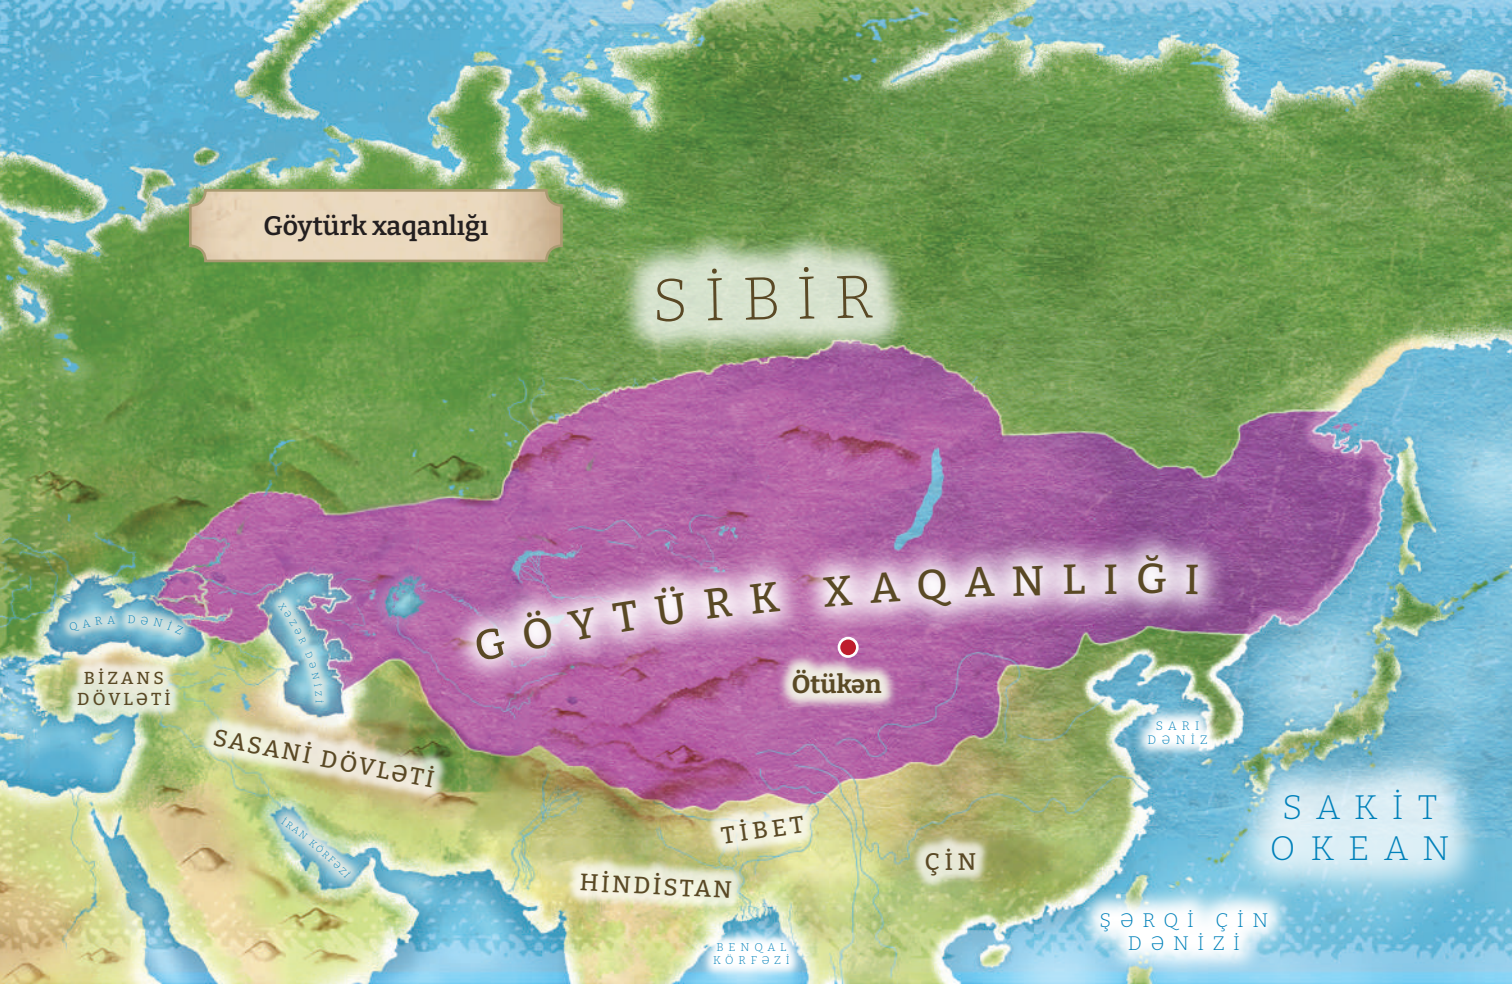 Göytürk xaqanlığı
SİBİR
GÖYTÜRK XAQANLIĞI
Ötükən
QARA DƏNİZ
XƏZƏR DƏNİZİ
BİZANS
DÖVLƏTİ
SASANİ DÖVLƏTİ
SARI
DƏNİZ
İRAN KÖRFƏZİ
TİBET
ÇİN
HİNDİSTAN
SAKİT
OKEAN
ŞƏRQİ ÇİN
DƏNİZİ
BENQAL
KÖRFƏZİ